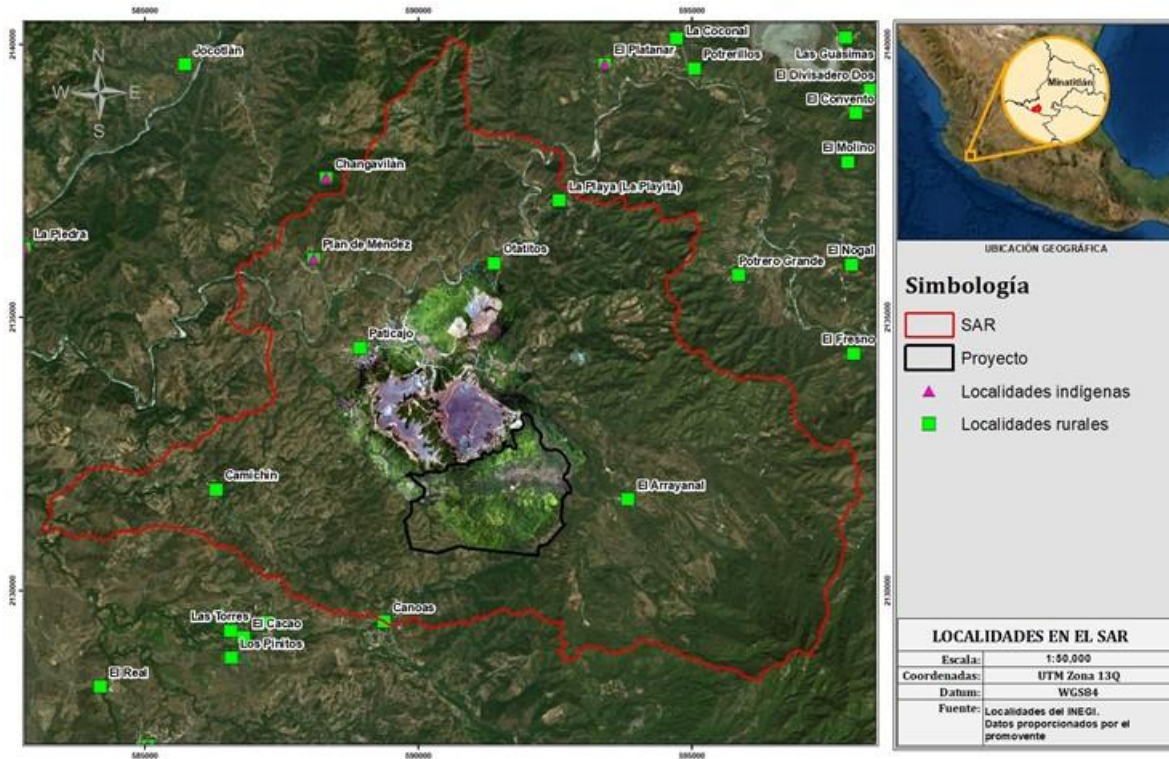 585000
590000
595000
2140000
2140000
N
W
E
S
Jocotlán
La Coconal
El Platanar
Potrerillos
Las Guásimas
El Divisadero Dos
El Convento
El Molino
Changavilán
La Playa (La Playita)
La Piedra
Plan de Méndez
Otatitos
Potrero Grande
El Nogal
2135000
2135000
Paticajo
El Fresno
Camichín
El Arrayanal
2130000
2130000
Canoas
Las Torres
El Cacao
Los Pinitos
El Real
585000
590000
595000
Minatitlán
UBICACIÓN GEOGRÁFICA
Simbología
SAR
Proyecto
Localidades indígenas
Localidades rurales
LOCALIDADES EN EL SAR
Escala: 1:50,000
Coordenadas: UTM Zona 13Q
Datum: WGS84
Fuente: Localidades del INEGI.
Datos proporcionados por el
promovente